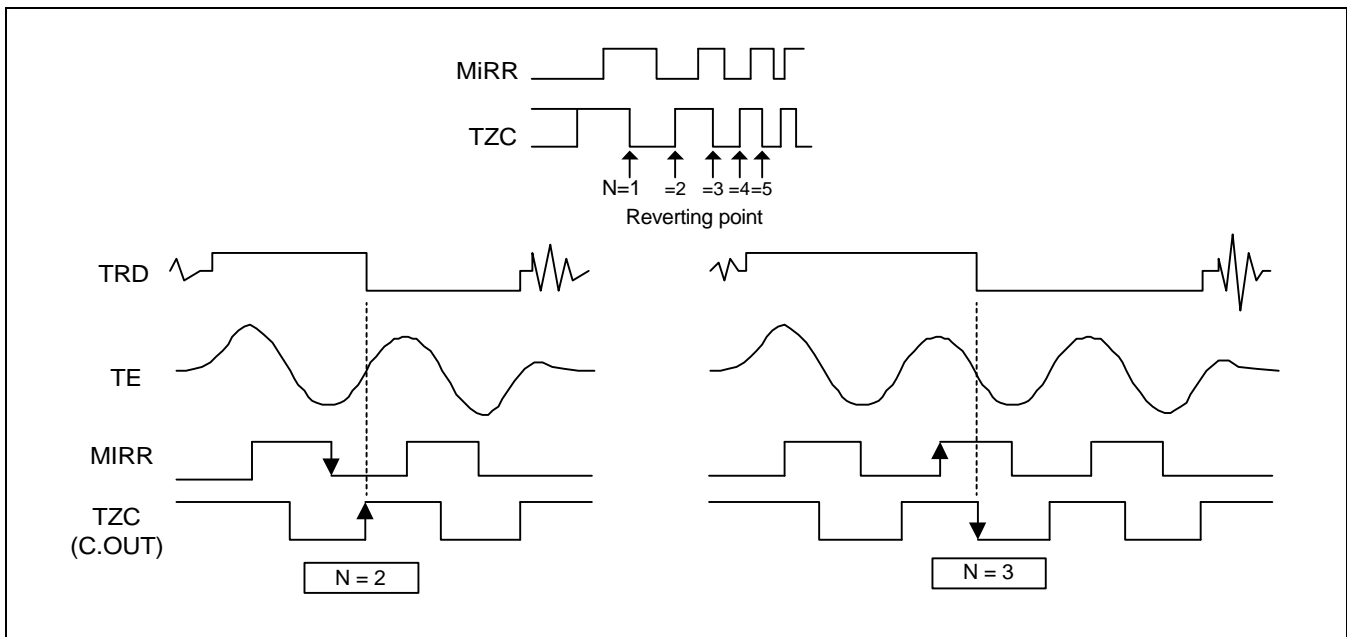 MiRR
TZC
N=1 =2 =3 =4 =5
Reverting point
TRD
TE
MIRR
TZC
(C.OUT)
N = 2
N = 3